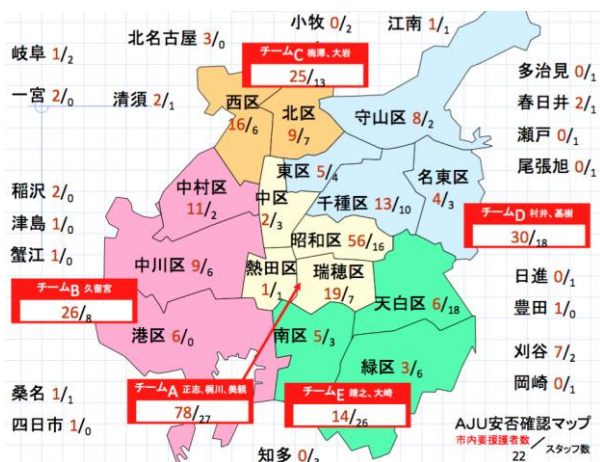 小牧 0/2
江南 1/1
北名古屋 3/0
岐阜 1/2
チームC 梅澤、大岩
25/13
多治見 0/1
一宮 2/0
清須 2/1
西区
16/6
北区
9/7
守山区 8/2
春日井 2/1
瀬戸 0/1
尾張旭 0/1
東区 5/4
名東区
4/3
中村区
11/2
中区
2/3
千種区 13/10
稲沢 2/0
津島 1/0
蟹江 1/0
チームD 村井、基樹
30/18
昭和区 56/16
中川区 9/6
熱田区
1/1
瑞穂区
19/7
天白区 6/18
日進 0/1
豊田 1/0
チームB 久留宮
26/8
港区 6/0
南区 5/3
緑区 3/6
刈谷 7/2
岡崎 0/1
桑名 1/1
四日市 1/0
チームA 正志、梶川、美親
78/27
チームE 靖之、大崎
14/26
AJU安否確認マップ
市内要援護者数
22 / スタッフ数
知多